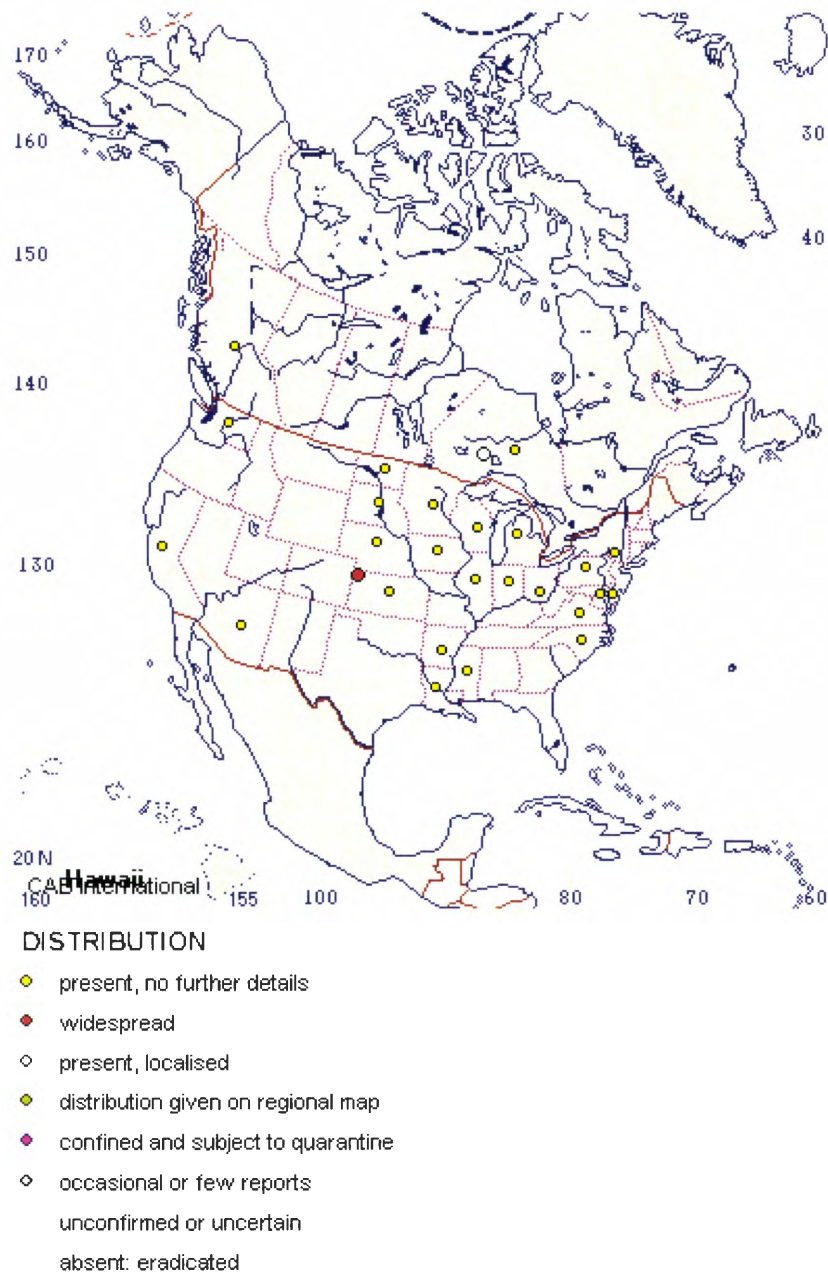 170
160
30
150
40
140
130
20 N
Hawaii
CAB International
160 155 100 80 70 60
DISTRIBUTION
present, no further details
widespread
present, localised
distribution given on regional map
confined and subject to quarantine
occasional or few reports
unconfirmed or uncertain
absent: eradicated